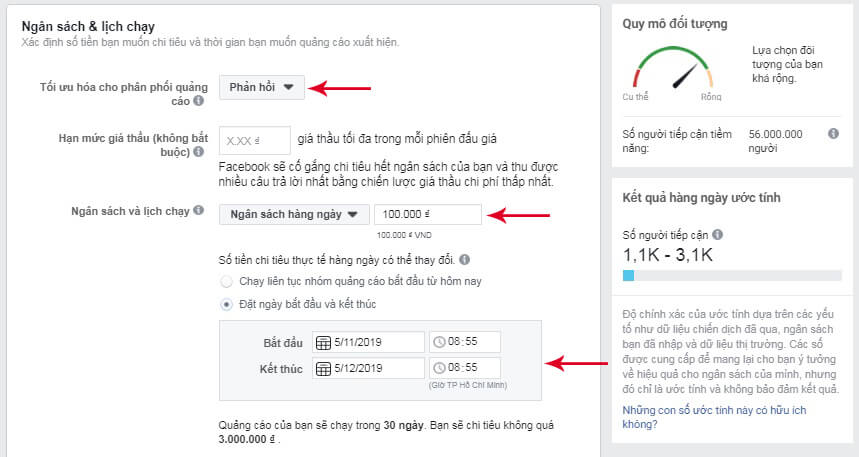 Ngân sách & lịch chạy
Xác định số tiền bạn muốn chi tiêu và thời gian bạn muốn quảng cáo xuất hiện.
Tối ưu hóa cho phân phối quảng
cáo
Phản hồi
Hạn mức giá thầu (không bắt
buộc)
X.XX ₫
giá thầu tối đa trong mỗi phiên đấu giá
Facebook sẽ cố gắng chi tiêu hết ngân sách của bạn và thu được
nhiều câu trả lời nhất bằng chiến lược giá thầu chi phí thấp nhất.
Ngân sách và lịch chạy
Ngân sách hàng ngày
100.000 ₫
100.000 ₫ VND
Số tiền chi tiêu thực tế hàng ngày có thể thay đổi.
Chạy liên tục nhóm quảng cáo bắt đầu từ hôm nay
Đặt ngày bắt đầu và kết thúc
Bắt đầu 5/11/2019 08:55
Kết thúc 5/12/2019 08:55
(Giờ TP Hồ Chí Minh)
Quảng cáo của bạn sẽ chạy trong 30 ngày. Bạn sẽ chi tiêu không quá
3.000.000 ₫ .
Quy mô đối tượng
Cụ thể
Rộng
Lựa chọn đối
tượng của bạn
khá rộng.
Số người tiếp cận tiềm
năng:
56.000.000
người
Kết quả hàng ngày ước tính
Số người tiếp cận
1,1K - 3,1K
Độ chính xác của ước tính dựa trên các yếu
tố như dữ liệu chiến dịch đã qua, ngân sách
bạn đã nhập và dữ liệu thị trường. Các số
được cung cấp để mang lại cho bạn ý tưởng
về hiệu quả cho ngân sách của mình, nhưng
đó chỉ là ước tính và không bảo đảm kết quả.
Những con số ước tính này có hữu ích
không?